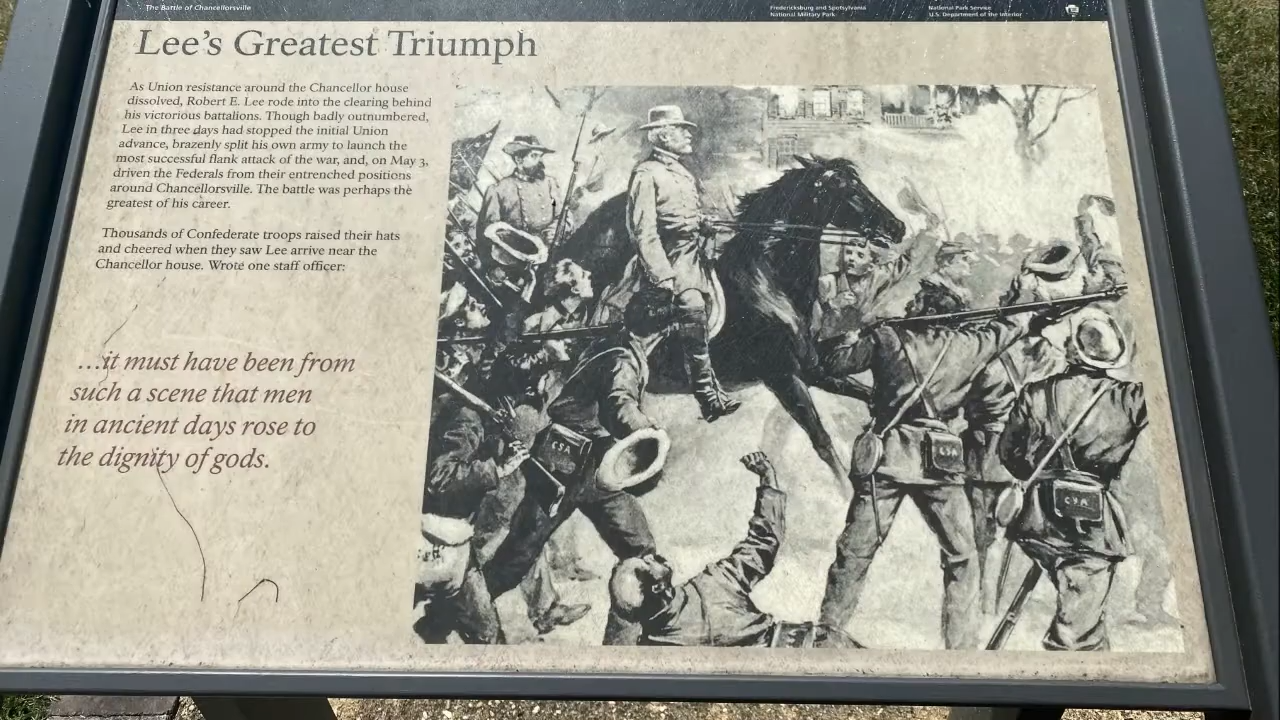 The Battle of Chancellorsville
Fredericksburg and Spotsylvania
National Military Park
National Park Service
U.S. Department of the Interior
Lee's Greatest Triumph
As Union resistance around the Chancellor house
dissolved, Robert E. Lee rode into the clearing behind
his victorious battalions. Though badly outnumbered,
Lee in three days had stopped the initial Union
advance, brazenly split his own army to launch the
most successful flank attack of the war, and, on May 3,
driven the Federals from their entrenched positions
around Chancellorsville. The battle was perhaps the
greatest of his career.
Thousands of Confederate troops raised their hats
and cheered when they saw Lee arrive near the
Chancellor house. Wrote one staff officer:
...it must have been from
such a scene that men
in ancient days rose to
the dignity of gods.
CSA
CSA
CSA